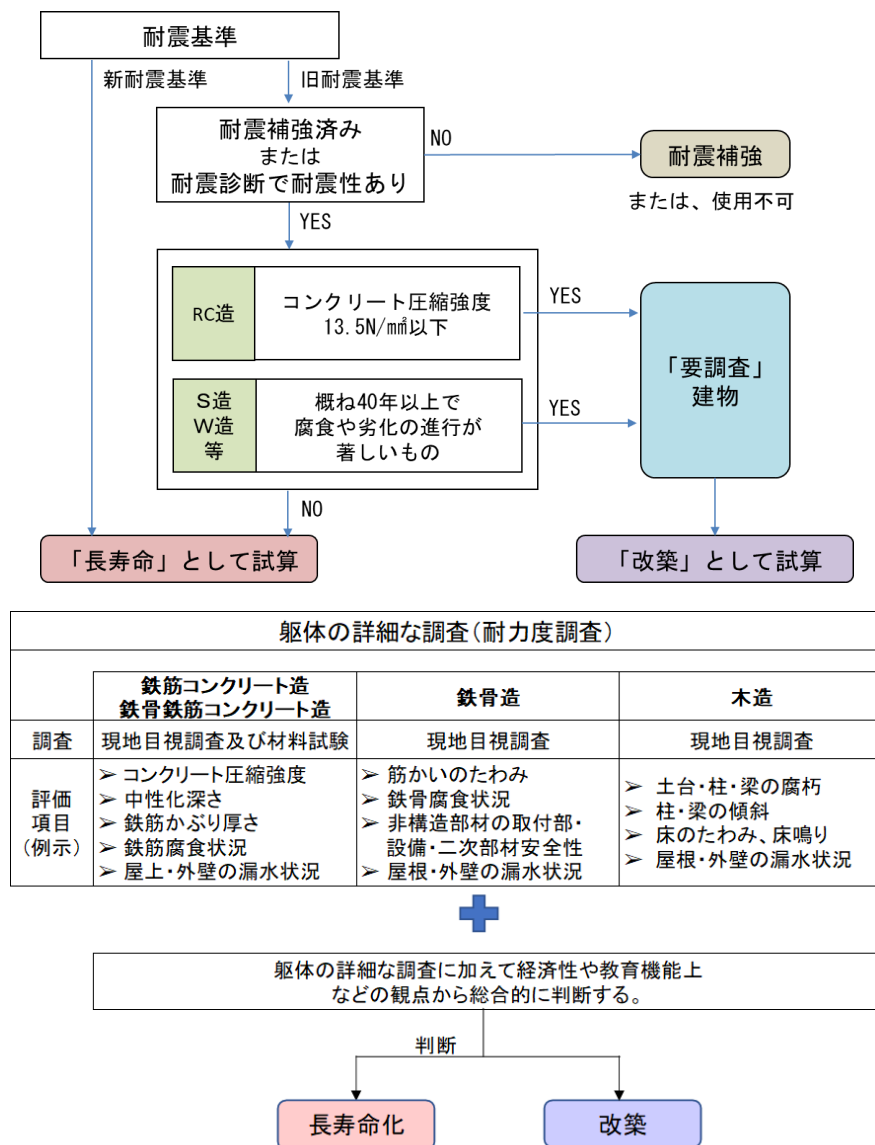 耐震基準
新耐震基準
旧耐震基準
耐震補強済み
または
耐震診断で耐震性あり
NO
耐震補強
または、使用不可
YES
RC造
コンクリート圧縮強度
13.5N/㎟以下
YES
S造
W造
等
概ね40年以上で
腐食や劣化の進行が
著しいもの
YES
「要調査」
建物
NO
「長寿命」として試算
「改築」として試算
躯体の詳細な調査(耐力度調査)
鉄筋コンクリート造
鉄骨鉄筋コンクリート造
鉄骨造
木造
調査
現地目視調査及び材料試験
現地目視調査
現地目視調査
評価
項目
(例示)
➢ コンクリート圧縮強度
➢ 中性化深さ
➢ 鉄筋かぶり厚さ
➢ 鉄筋腐食状況
➢ 屋上・外壁の漏水状況
➢ 筋かいのたわみ
➢ 鉄骨腐食状況
➢ 非構造部材の取付部・
設備・二次部材安全性
➢ 屋根・外壁の漏水状況
➢ 土台・柱・梁の腐朽
➢ 柱・梁の傾斜
➢ 床のたわみ、床鳴り
➢ 屋根・外壁の漏水状況
躯体の詳細な調査に加えて経済性や教育機能上
などの観点から総合的に判断する。
判断
長寿命化
改築